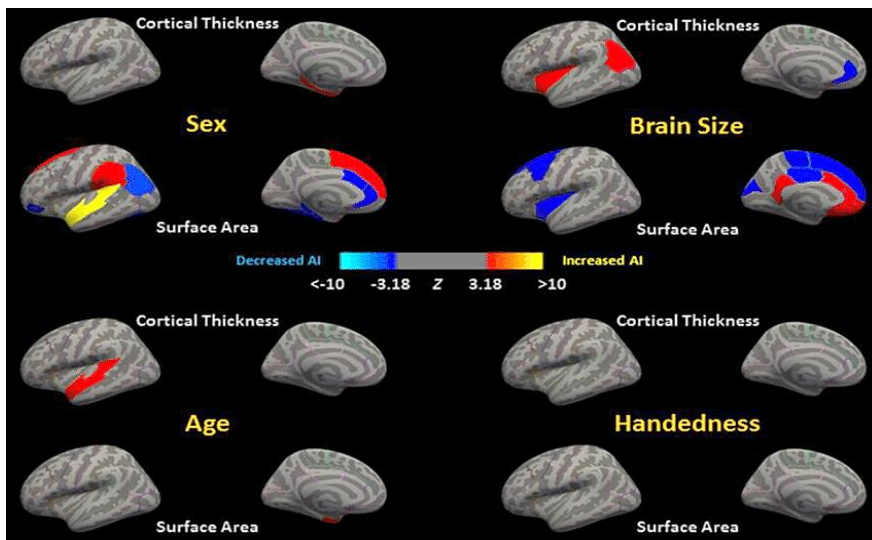 Cortical Thickness
Sex
Surface Area
Cortical Thickness
Brain Size
Surface Area
Decreased AI
Increased AI
<-10 -3.18 Z 3.18 >10
Cortical Thickness
Age
Surface Area
Cortical Thickness
Handedness
Surface Area